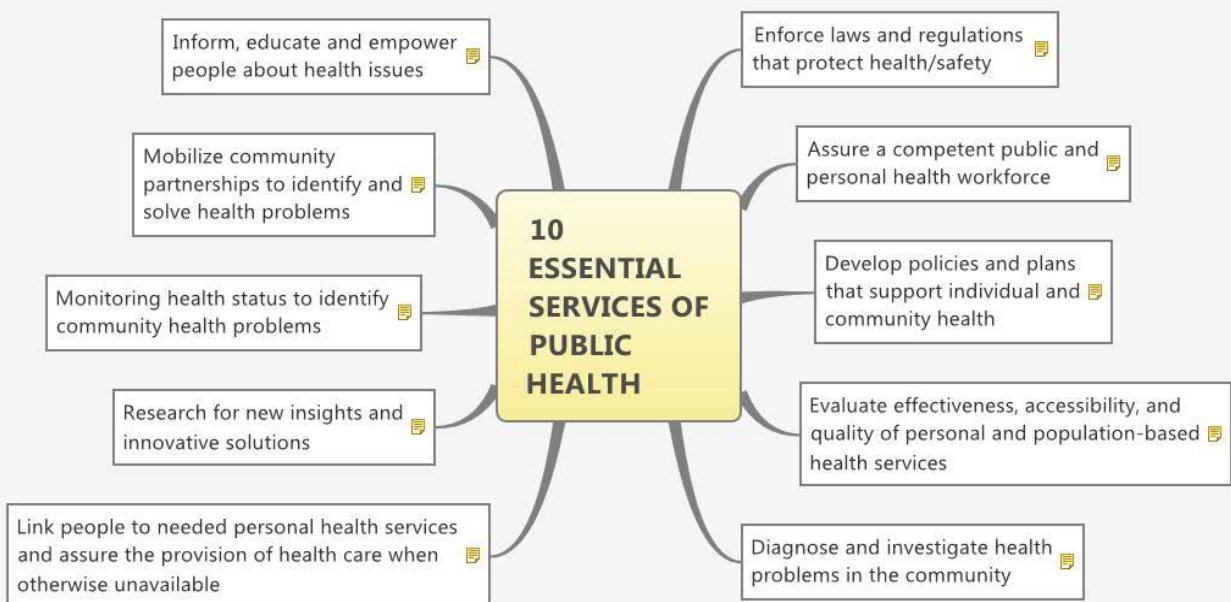 Inform, educate and empower
people about health issues
Mobilize community
partnerships to identify and
solve health problems
Monitoring health status to identify
community health problems
Research for new insights and
innovative solutions
Link people to needed personal health services
and assure the provision of health care when
otherwise unavailable
10
ESSENTIAL
SERVICES OF
PUBLIC
HEALTH
Enforce laws and regulations
that protect health/safety
Assure a competent public and
personal health workforce
Develop policies and plans
that support individual and
community health
Evaluate effectiveness, accessibility, and
quality of personal and population-based
health services
Diagnose and investigate health
problems in the community